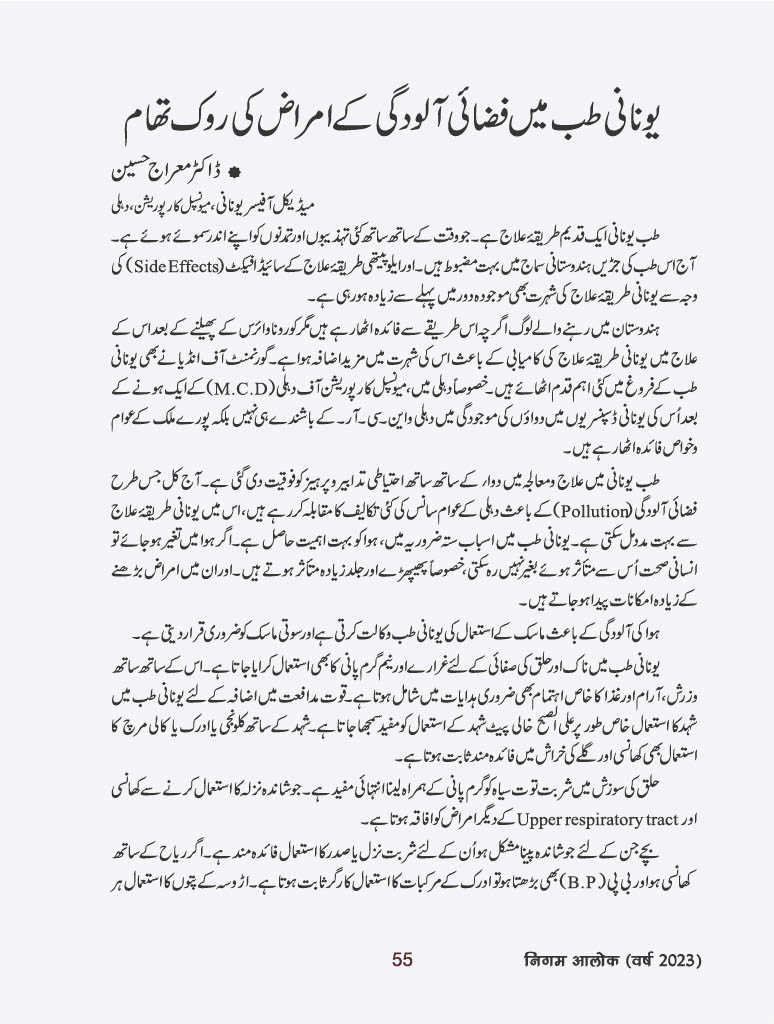 یونانی طب میں فضائی آلودگی کے امراض کی روک تھام
ڈاکٹر معراج حسین
میڈیکل آفیسر یونانی، میونسپل کارپوریشن، دہلی
طب یونانی ایک قدیم طریقۂ علاج ہے۔ جو وقت کے ساتھ ساتھ کئی تہذیبوں اور تمدنوں کو اپنے اندر سموئے ہوئے ہے۔
آج اس طب کی جڑیں ہندوستانی سماج میں بہت مضبوط ہیں۔ اور ایلوپیتھی طریقۂ علاج کے سائیڈ افیکٹ (Side Effects) کی
وجہ سے یونانی طریقۂ علاج کی شہرت بھی موجودہ دور میں پہلے سے زیادہ ہو رہی ہے۔
ہندوستان میں رہنے والے لوگ اگرچہ اس طریقے سے فائدہ اٹھا رہے ہیں مگر کورونا وائرس کے پھیلنے کے بعد اس کے
علاج میں یونانی طریقۂ علاج کی کامیابی کے باعث اس کی شہرت میں مزید اضافہ ہوا ہے۔ گورنمنٹ آف انڈیا نے بھی یونانی
طب کے فروغ میں کئی اہم قدم اٹھائے ہیں۔ خصوصاً دہلی میں، میونسپل کارپوریشن آف دہلی (M.C.D) کے ایک ہونے کے
بعد اُس کی یونانی ڈسپنسریوں میں دواؤں کی موجودگی میں دہلی و این۔سی۔آر۔ کے باشندے ہی نہیں بلکہ پورے ملک کے عوام
و خواص فائدہ اٹھا رہے ہیں۔
طب یونانی میں علاج و معالجہ میں دوار کے ساتھ ساتھ احتیاطی تدابیر و پرہیز کو فوقیت دی گئی ہے۔ آج کل جس طرح
فضائی آلودگی (Pollution) کے باعث دہلی کے عوام سانس کی کئی تکالیف کا مقابلہ کر رہے ہیں، اس میں یونانی طریقۂ علاج
سے بہت مدد مل سکتی ہے۔ یونانی طب میں اسباب ستہ ضروریہ میں، ہوا کو بہت اہمیت حاصل ہے۔ اگر ہوا میں تغیر ہو جائے تو
انسانی صحت اُس سے متأثر ہوئے بغیر نہیں رہ سکتی، خصوصاً پھیپھڑے اور جلد زیادہ متأثر ہوتے ہیں۔ اور ان میں امراض بڑھنے
کے زیادہ امکانات پیدا ہو جاتے ہیں۔
ہوا کی آلودگی کے باعث ماسک کے استعمال کی یونانی طب وکالت کرتی ہے اور سوتی ماسک کو ضروری قرار دیتی ہے۔
یونانی طب میں ناک اور حلق کی صفائی کے لئے غرارے اور نیم گرم پانی کا بھی استعمال کرایا جاتا ہے۔ اس کے ساتھ ساتھ
وزرش، آرام اور غذا کا خاص اہتمام بھی ضروری ہدایات میں شامل ہوتا ہے۔ قوت مدافعت میں اضافہ کے لئے یونانی طب میں
شہد کا استعمال خاص طور پر علی الصبح خالی پیٹ شہد کے استعمال کو مفید سمجھا جاتا ہے۔ شہد کے ساتھ کلونجی یا ادرک یا کالی مرچ کا
استعمال بھی کھانسی اور گلے کی خراش میں فائدہ مند ثابت ہوتا ہے۔
حلق کی سوزش میں شربت توت سیاہ کو گرم پانی کے ہمراہ لینا انتہائی مفید ہے۔ جوشاندہ نزلہ کا استعمال کرنے سے کھانسی
اور Upper respiratory tract کے دیگر امراض کو افاقہ ہوتا ہے۔
بچے جن کے لئے جوشاندہ پینا مشکل ہو اُن کے لئے شربت نزل یا صدر کا استعمال فائدہ مند ہے۔ اگر ریاح کے ساتھ
کھانسی ہو اور بی پی (B.P.) بھی بڑھتا ہو تو ادرک کے مرکبات کا استعمال کارگر ثابت ہوتا ہے۔ اڑوسہ کے پتوں کا استعمال ہر
55
निगम आलोक (वर्ष 2023)